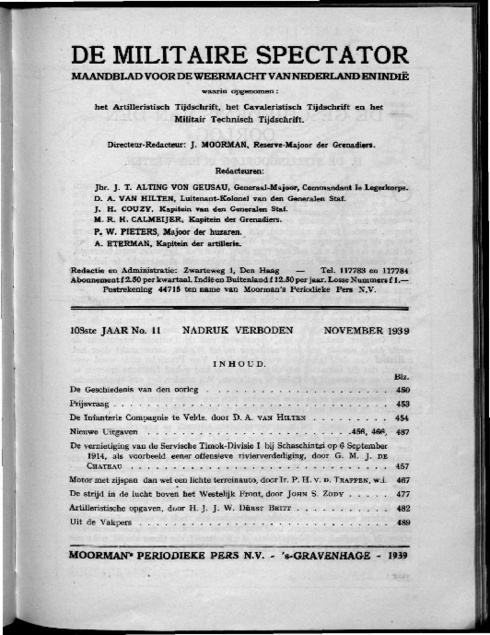 DE MILITAIRE SPECTATOR
MAANDBLAD VOOR DE WEERMACHT VAN NEDERLAND EN INDIË
waarin opgenomen:
het Artilleristisch Tijdschrift, het Cavaleristisch Tijdschrift en het
Militair Technisch Tijdschrift.
Directeur-Redacteur: J. MOORMAN, Reserve-Majoor der Grenadiers.
Redacteuren:
Jhr. J. T. ALTING VON GEUSAU, Generaal-Majoor, Commandant 1e Legerkorps.
D. A. VAN HILTEN, Luitenant-Kolonel van den Generalen Staf.
J. H. COUZY, Kapitein van den Generalen Staf.
M. R. H. CALMEIJER, Kapitein der Grenadiers.
P. W. PIETERS, Majoor der huzaren.
A. ETERMAN, Kapitein der artillerie.
Redactie en Administratie: Zwarteweg 1, Den Haag — Tel. 117783 en 117784
Abonnement f 2.50 per kwartaal. Indië en Buitenland f 12.50 per jaar. Losse Nummers f 1.—
Postrekening 44715 ten name van Moorman's Periodieke Pers N.V.
108ste JAAR No. 11 NADRUK VERBODEN NOVEMBER 1939
INHOUD.
Blz.
De Geschiedenis van den oorlog . . . 450
Prijsvraag . . . 453
De Infanterie Compagnie te Velde, door D. A. VAN HILTEN . . . 454
Nieuwe Uitgaven . . . 456, 466, 487
De vernietiging van de Servische Timok-Divisie I bij Schaschintzi op 6 September
1914, als voorbeeld eener offensieve rivierverdediging, door G. M. J. DE
CHATEAU . . . 457
Motor met zijspan dan wel een lichte terreinauto, door Ir. P. H. v. D. TRAPPEN, w.i. 467
De strijd in de lucht boven het Westelijk Front, door JOHN S. ZODY . . . 477
Artilleristische opgaven, door H. J. J. W. DÜRST BRITT . . . 482
Uit de Vakpers . . . 489
MOORMAN's PERIODIEKE PERS N.V. - 's-GRAVENHAGE - 1939